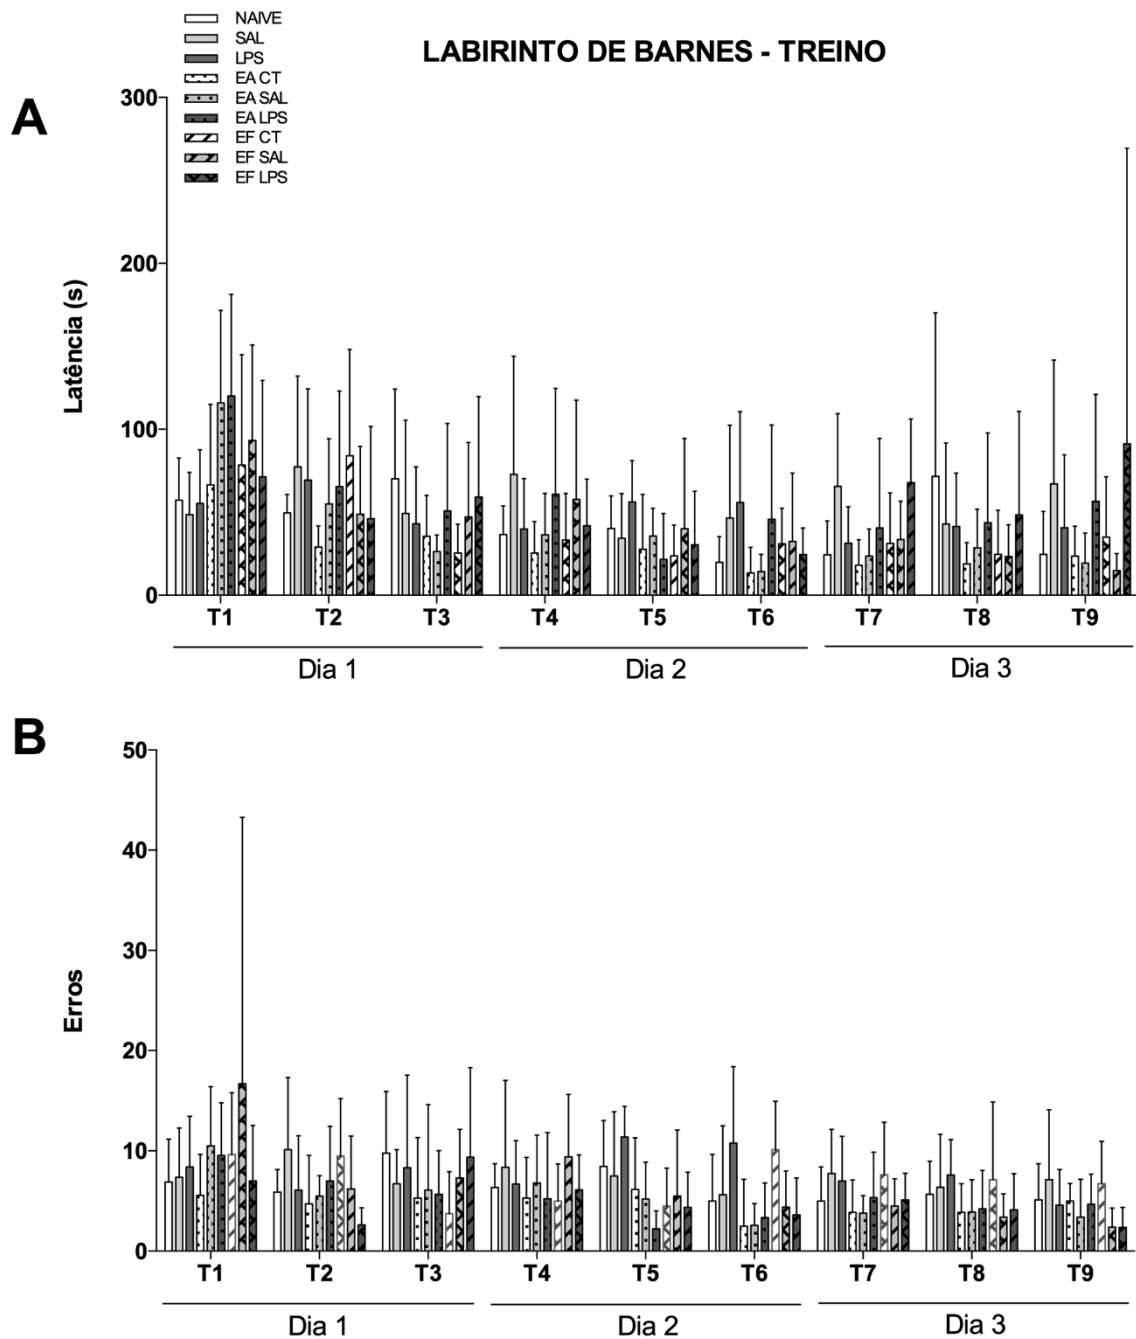 NAIVE
SAL
LPS
EA CT
EA SAL
EA LPS
EF CT
EF SAL
EF LPS
LABIRINTO DE BARNES - TREINO
A
Latência (s)
300
200
100
0
T1 T2 T3 T4 T5 T6 T7 T8 T9
Dia 1 Dia 2 Dia 3
B
Erros
50
40
30
20
10
0
T1 T2 T3 T4 T5 T6 T7 T8 T9
Dia 1 Dia 2 Dia 3